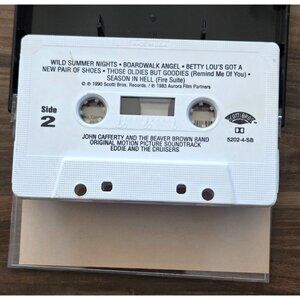 WILD SUMMER NIGHTS • BOARDWALK ANGEL • BETTY LOU'S GOT A
NEW PAIR OF SHOES • THOSE OLDIES BUT GOODIES (Remind Me Of You) •
SEASON IN HELL (Fire Suite)
℗ © 1990 Scotti Bros. Records. / ℗ 1983 Aurora Film Partners
Side
2
5202-4-SB
JOHN CAFFERTY AND THE BEAVER BROWN BAND
ORIGINAL MOTION PICTURE SOUNDTRACK
EDDIE AND THE CRUISERS